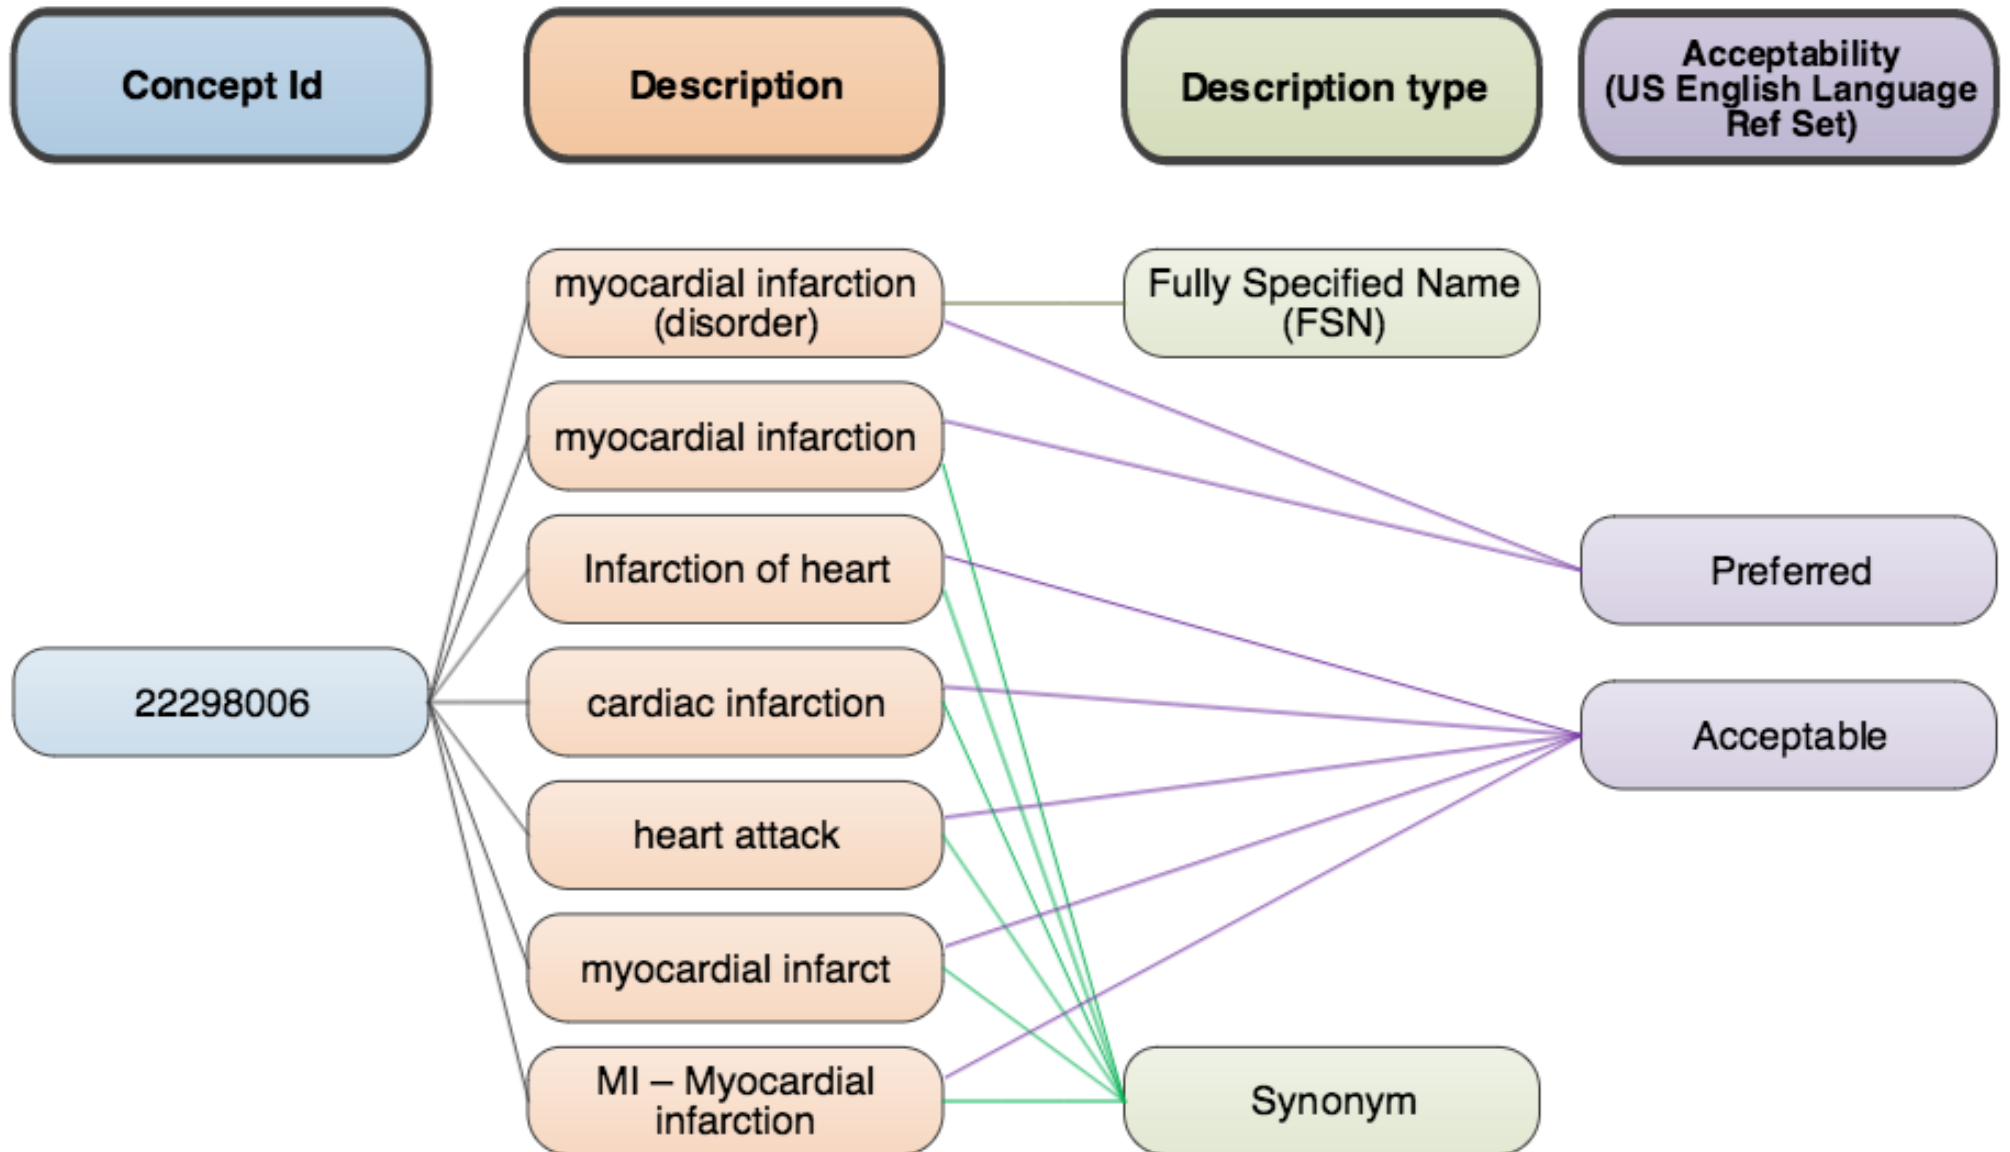 Concept Id
Description
Description type
Acceptability
(US English Language
Ref Set)
myocardial infarction
(disorder)
Fully Specified Name
(FSN)
myocardial infarction
Infarction of heart
Preferred
22298006
cardiac infarction
Acceptable
heart attack
myocardial infarct
MI – Myocardial
infarction
Synonym